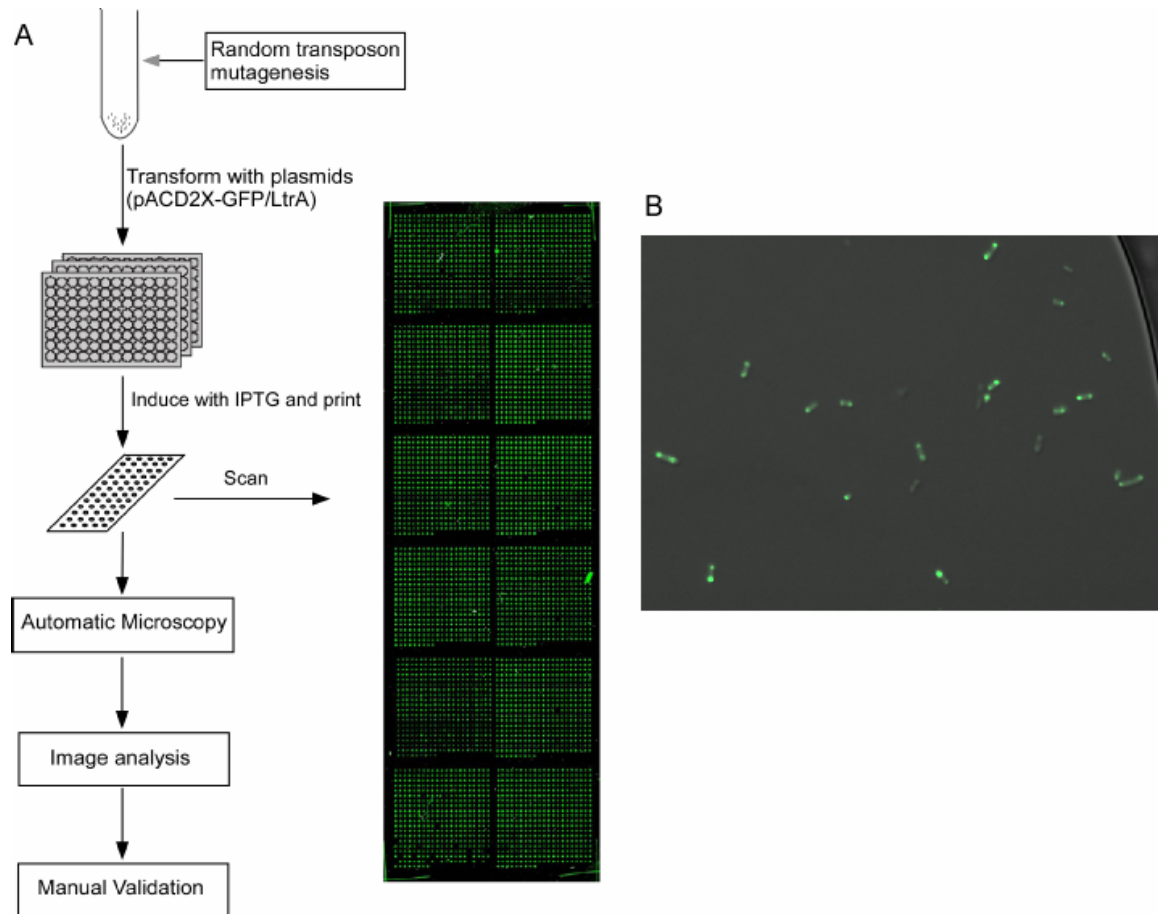 A
Random transposon
mutagenesis
Transform with plasmids
(pACD2X-GFP/LtrA)
B
Induce with IPTG and print
Scan
Automatic Microscopy
Image analysis
Manual Validation